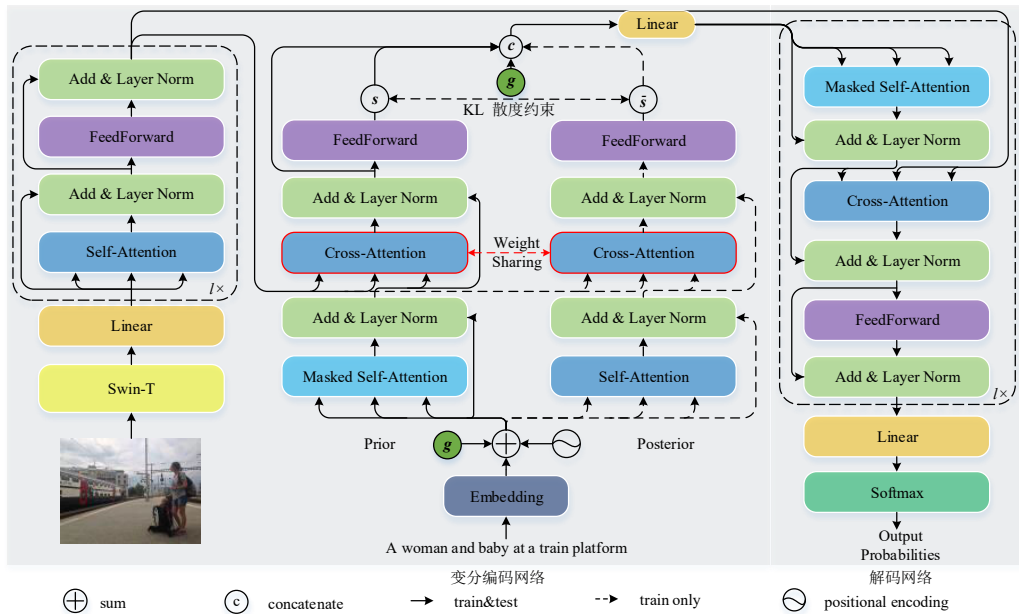 Add & Layer Norm
FeedForward
Add & Layer Norm
Self-Attention
l×
Linear
Swin-T
Linear
c
g
s
s̄
KL 散度约束
FeedForward
Add & Layer Norm
Cross-Attention
Add & Layer Norm
Masked Self-Attention
Prior
Weight
Sharing
FeedForward
Add & Layer Norm
Cross-Attention
Add & Layer Norm
Self-Attention
Posterior
g
Embedding
A woman and baby at a train platform
Masked Self-Attention
Add & Layer Norm
Cross-Attention
Add & Layer Norm
FeedForward
Add & Layer Norm
l×
Linear
Softmax
Output
Probabilities
变分编码网络
解码网络
sum
c
concatenate
train&test
train only
positional encoding